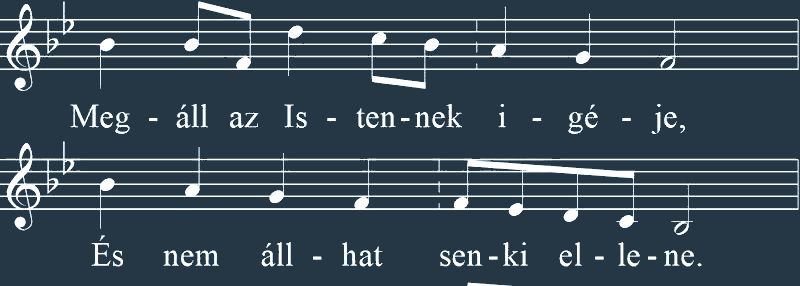 Meg - áll az Is - ten - nek i - gé - je,
És nem áll - hat sen - ki el - le - ne.